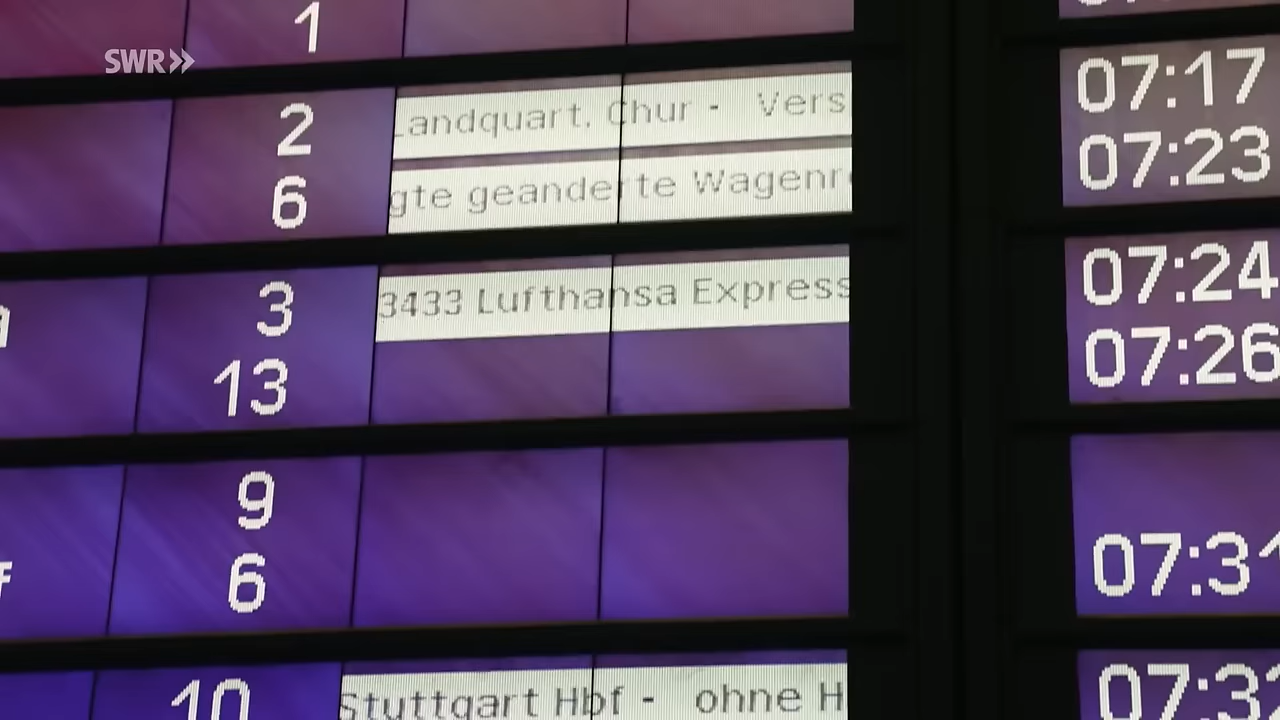 SWR
1
2 Landquart. Chur - Vers 07:17
6 gte geanderte Wagenr 07:23
3 3433 Lufthansa Express 07:24
13 07:26
9
6 07:31
10 Stuttgart Hbf - ohne H 07:32